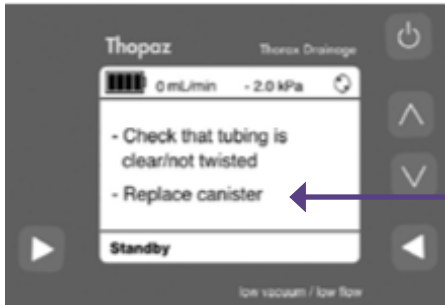 Thopaz Thorax Drainage
0 mL/min - 2.0 kPa
- Check that tubing is
clear/not twisted
- Replace canister
Standby
low vacuum / low flow